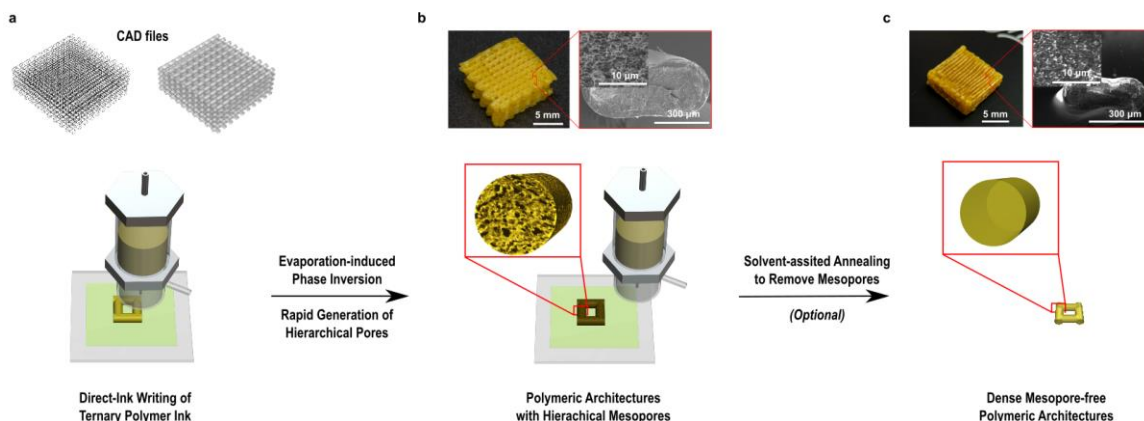 a
CAD files
b
10 µm
5 mm
300 µm
c
10 µm
5 mm
300 µm
Evaporation-induced
Phase Inversion
Rapid Generation of
Hierarchical Pores
Solvent-assited Annealing
to Remove Mesopores
(Optional)
Direct-Ink Writing of
Ternary Polymer Ink
Polymeric Architectures
with Hierachical Mesopores
Dense Mesopore-free
Polymeric Architectures